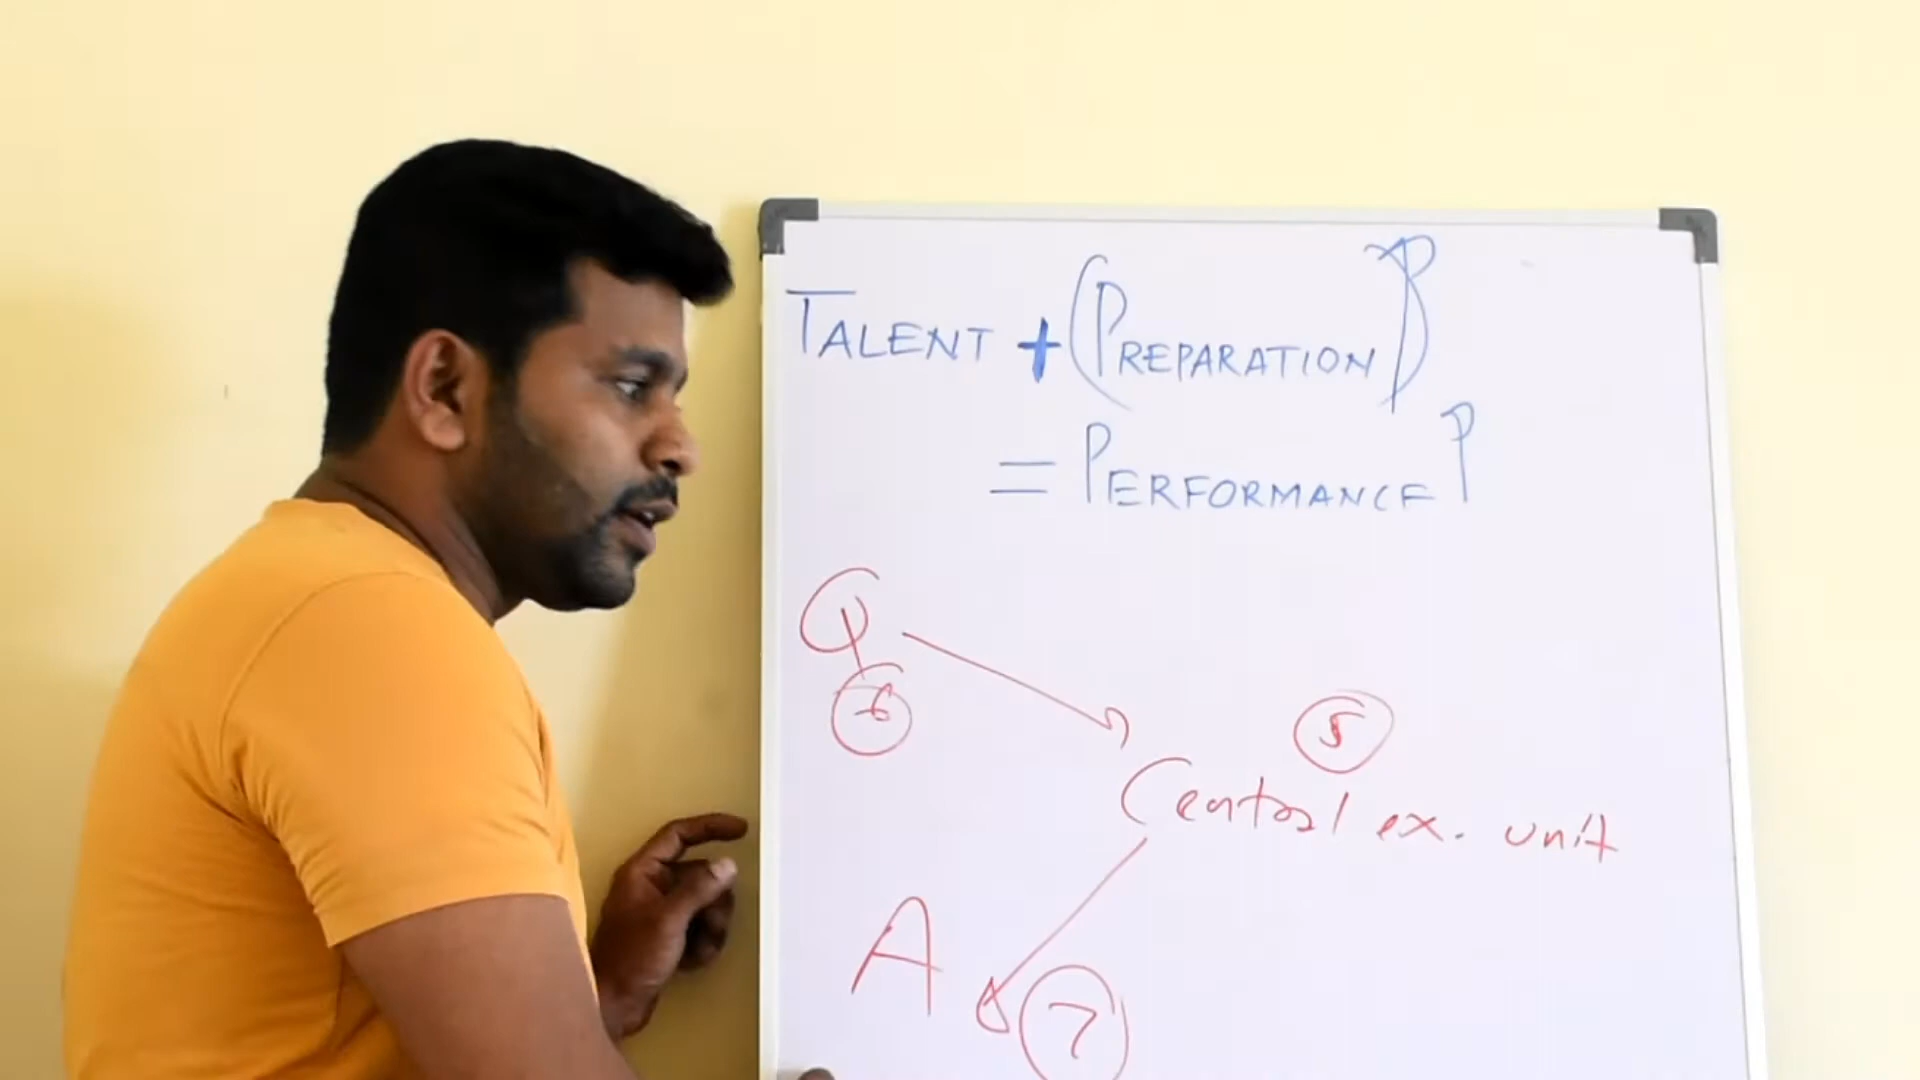 TALENT + (PREPARATION)P
= PERFORMANCE P
Q
6
5
Central ex. unit
A
7